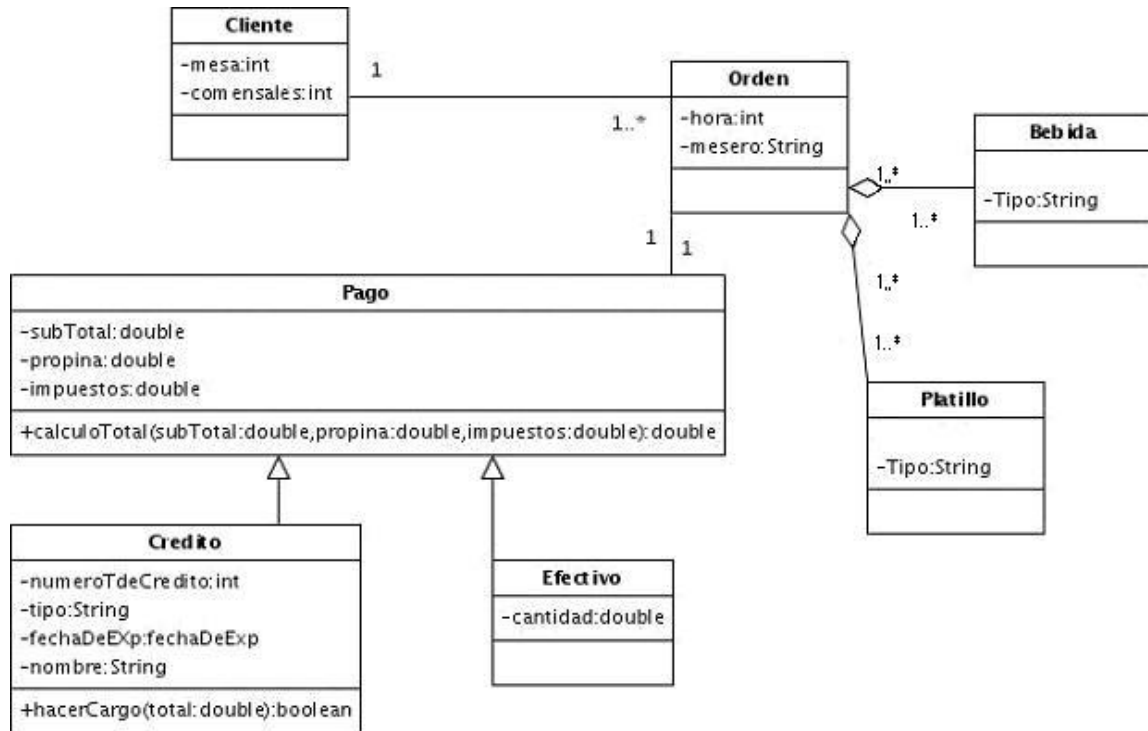 Cliente
-mesa:int
-comensales:int
1
1..*
Orden
-hora:int
-mesero:String
1..*
1..*
Bebida
-Tipo:String
1
1
1..*
1..*
Platillo
-Tipo:String
Pago
-subTotal:double
-propina:double
-impuestos:double
+calculoTotal(subTotal:double,propina:double,impuestos:double):double
Credito
-numeroTdeCredito:int
-tipo:String
-fechaDeEXp:fechaDeExp
-nombre:String
+hacerCargo(total:double):boolean
Efectivo
-cantidad:double